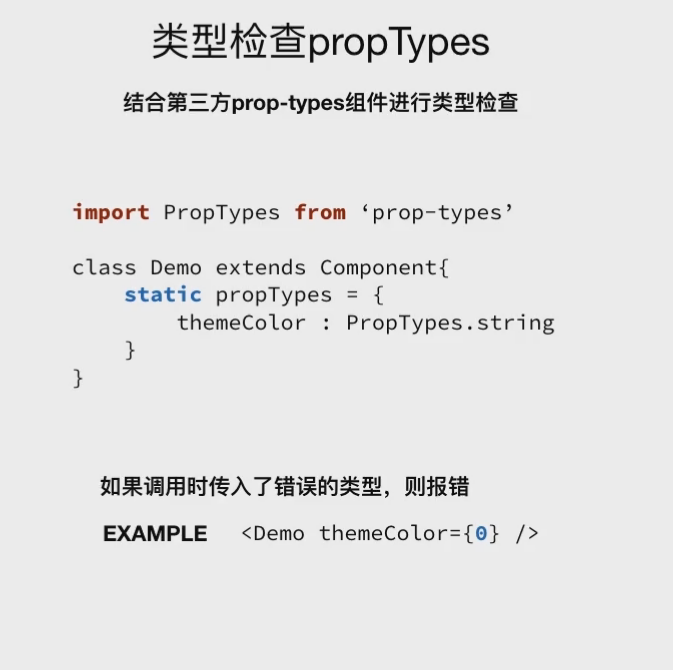 类型检查propTypes
结合第三方prop-types组件进行类型检查
import PropTypes from ‘prop-types’
class Demo extends Component{
static propTypes = {
themeColor : PropTypes.string
}
}
如果调用时传入了错误的类型，则报错
EXAMPLE <Demo themeColor={0} />